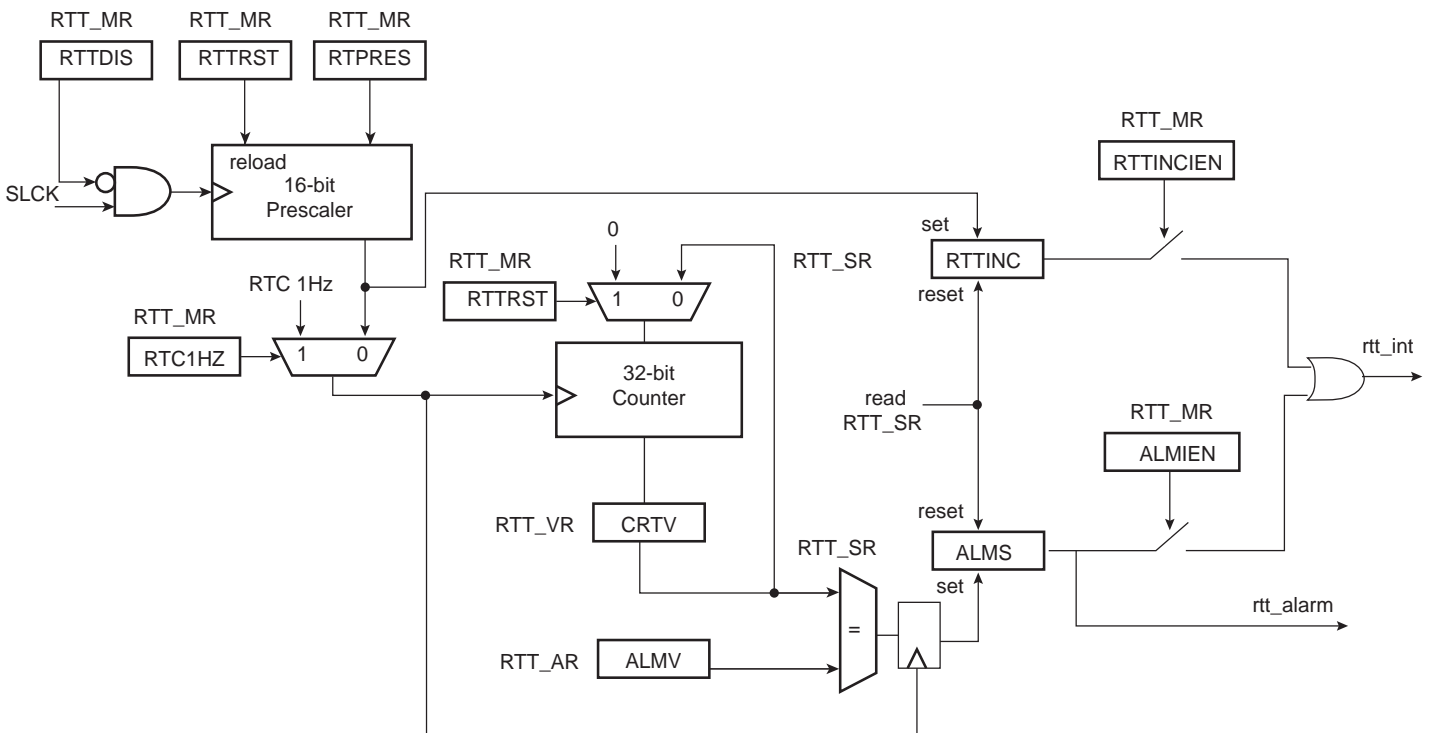 RTT_MR RTT_MR RTT_MR
RTTDIS RTTRST RTPRES
RTT_MR
reload
RTTINCIEN
16-bit
Prescaler
SLCK
set
0
RTT_MR
RTT_SR
RTTINC
RTC 1Hz
RTTRST
1 0
reset
RTT_MR
RTC1HZ
1 0
rtt_int
32-bit
Counter
read
RTT_SR
RTT_MR
ALMIEN
reset
RTT_VR CRTV
RTT_SR
ALMS
set
rtt_alarm
=
RTT_AR ALMV